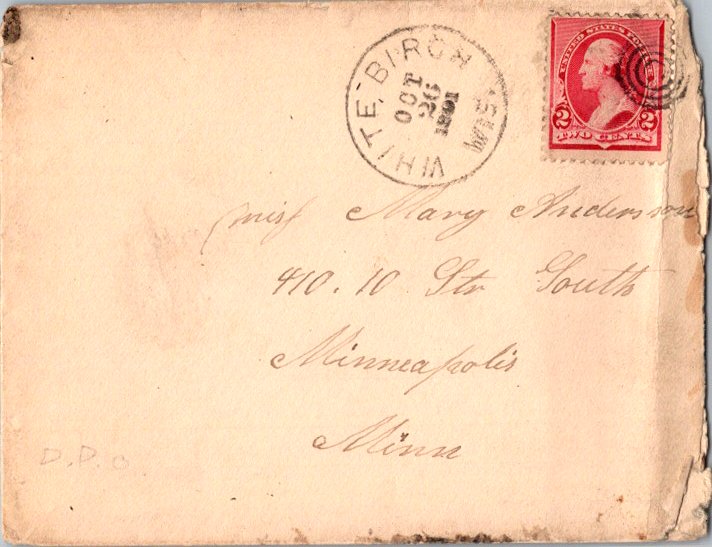 WHITE BIRCH WIS.
OCT
26
1891
UNITED STATES POSTAGE
2 2
TWO CENTS
miss Mary Anderson
410. 10 Str South
Minneapolis
Minn
D.P.O